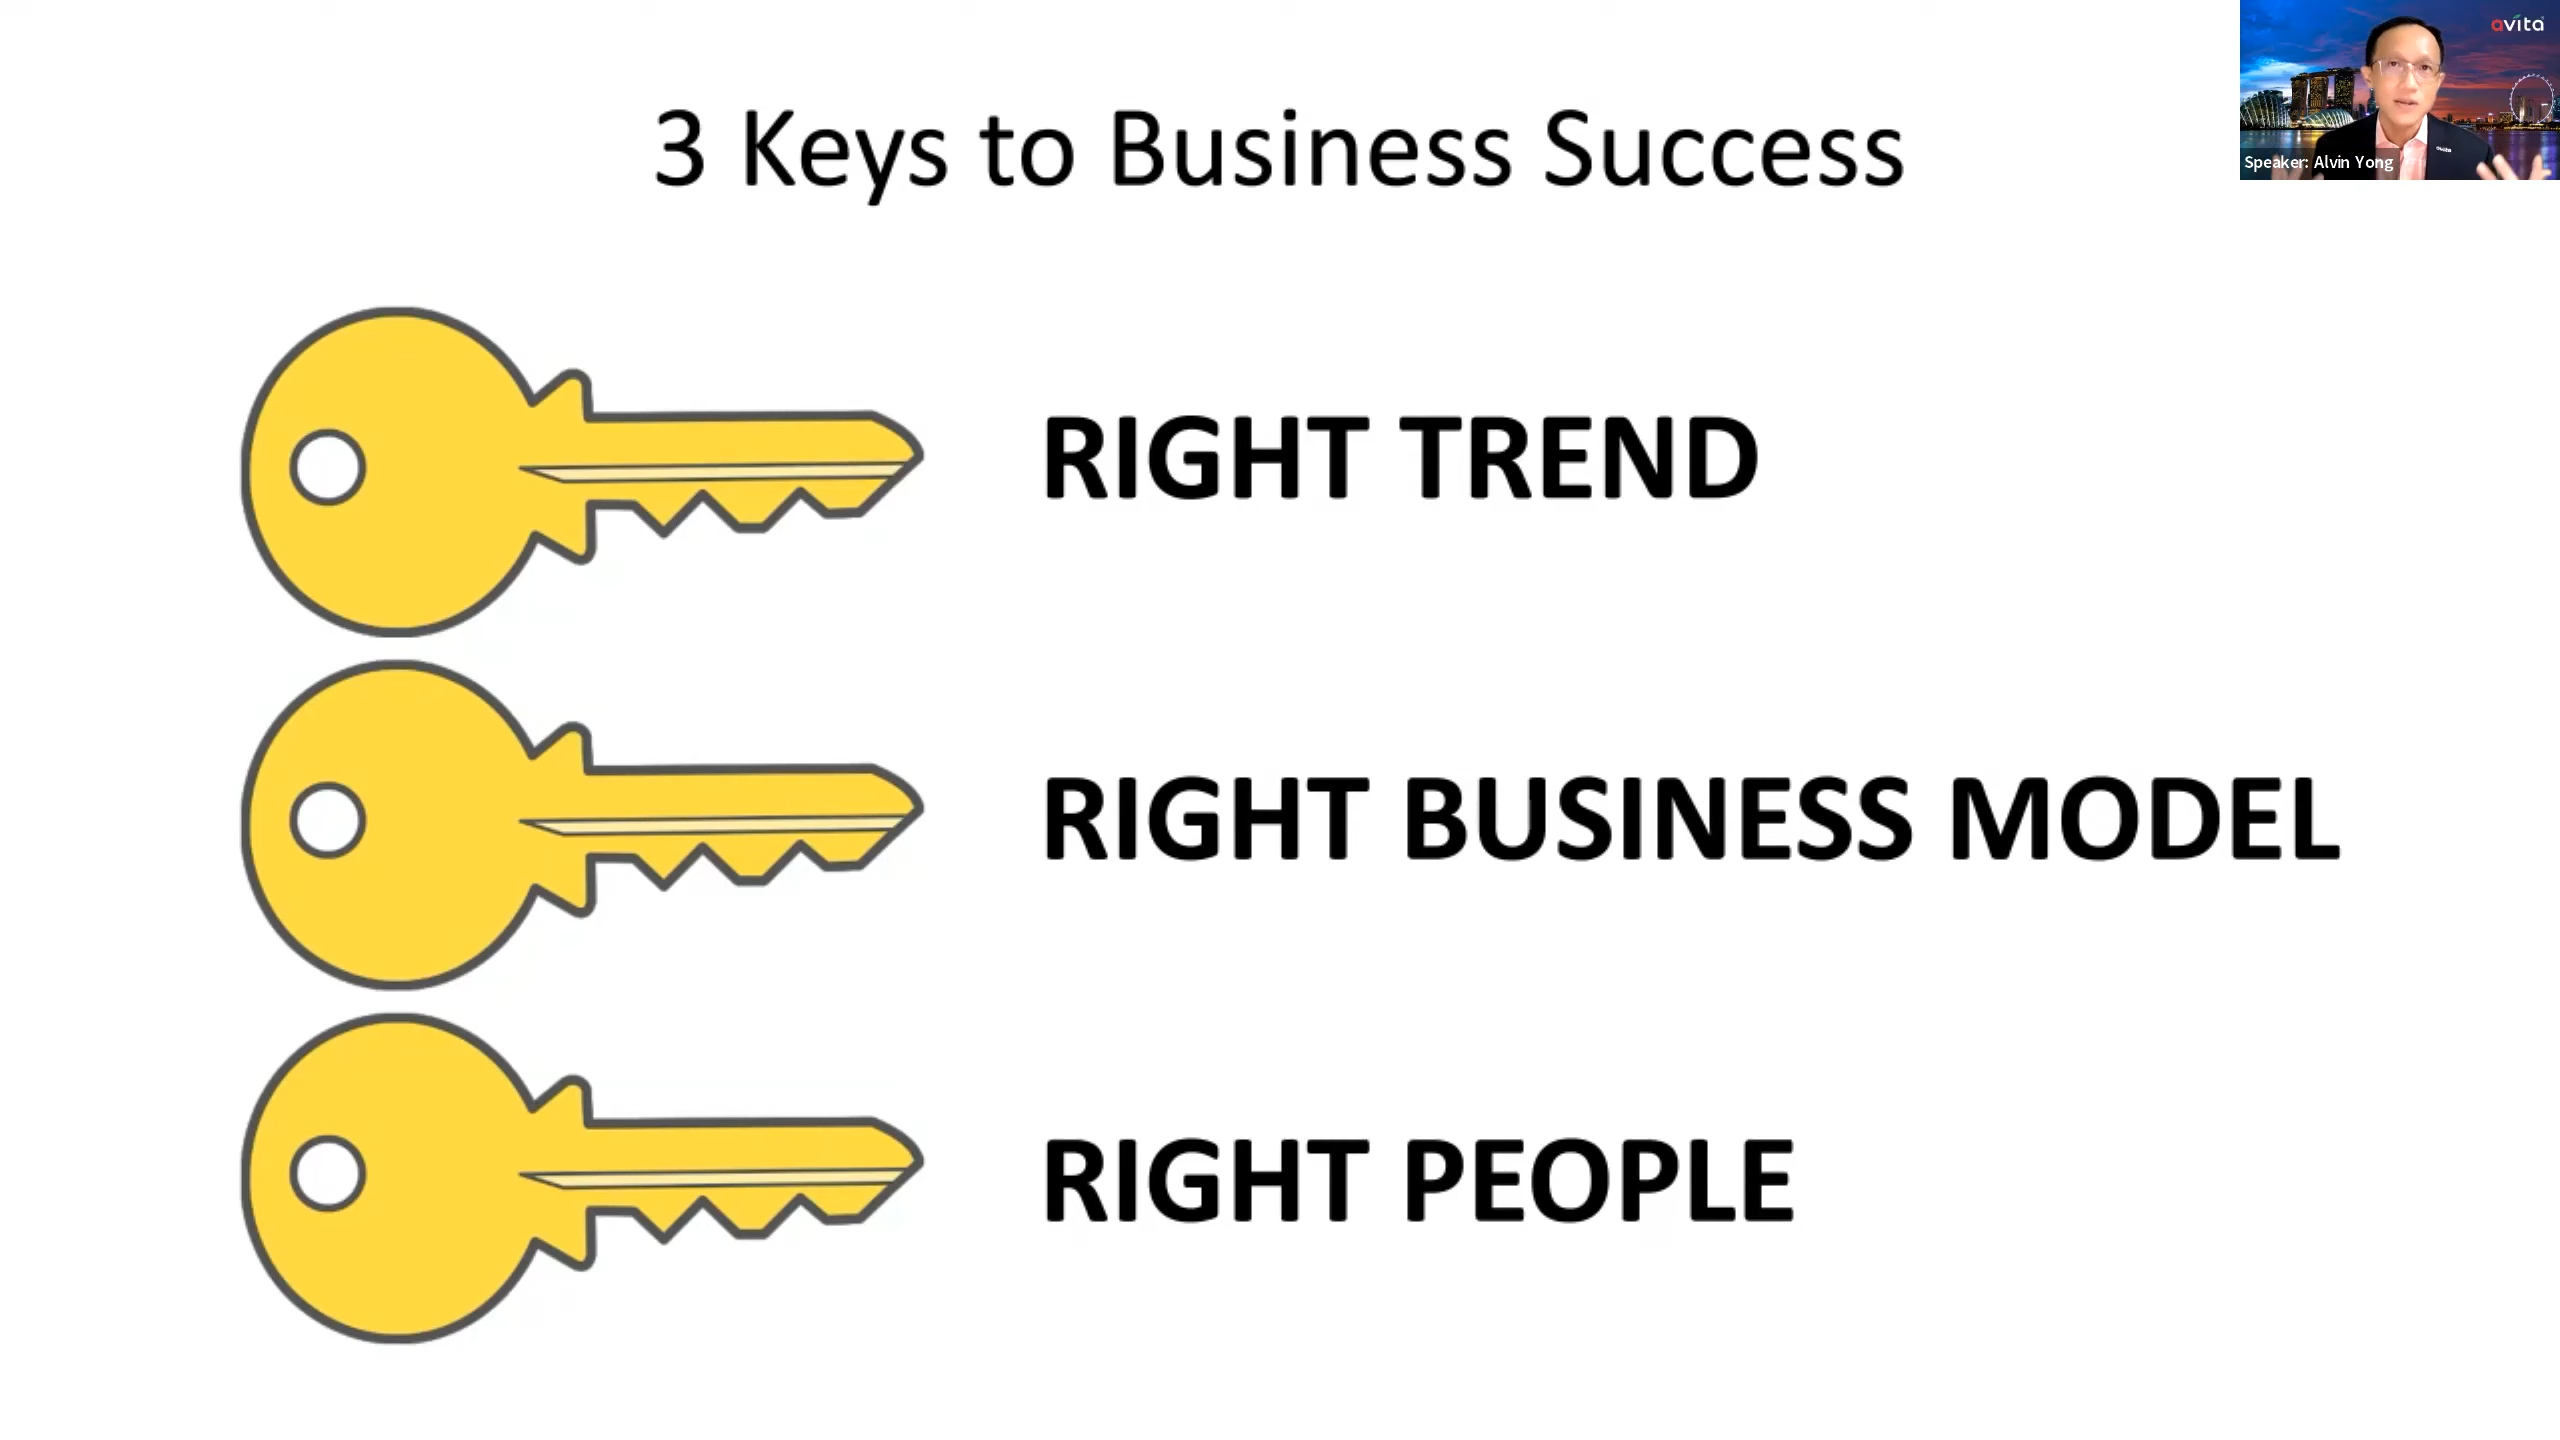 3 Keys to Business Success
avita
Speaker: Alvin Yong
RIGHT TREND
RIGHT BUSINESS MODEL
RIGHT PEOPLE